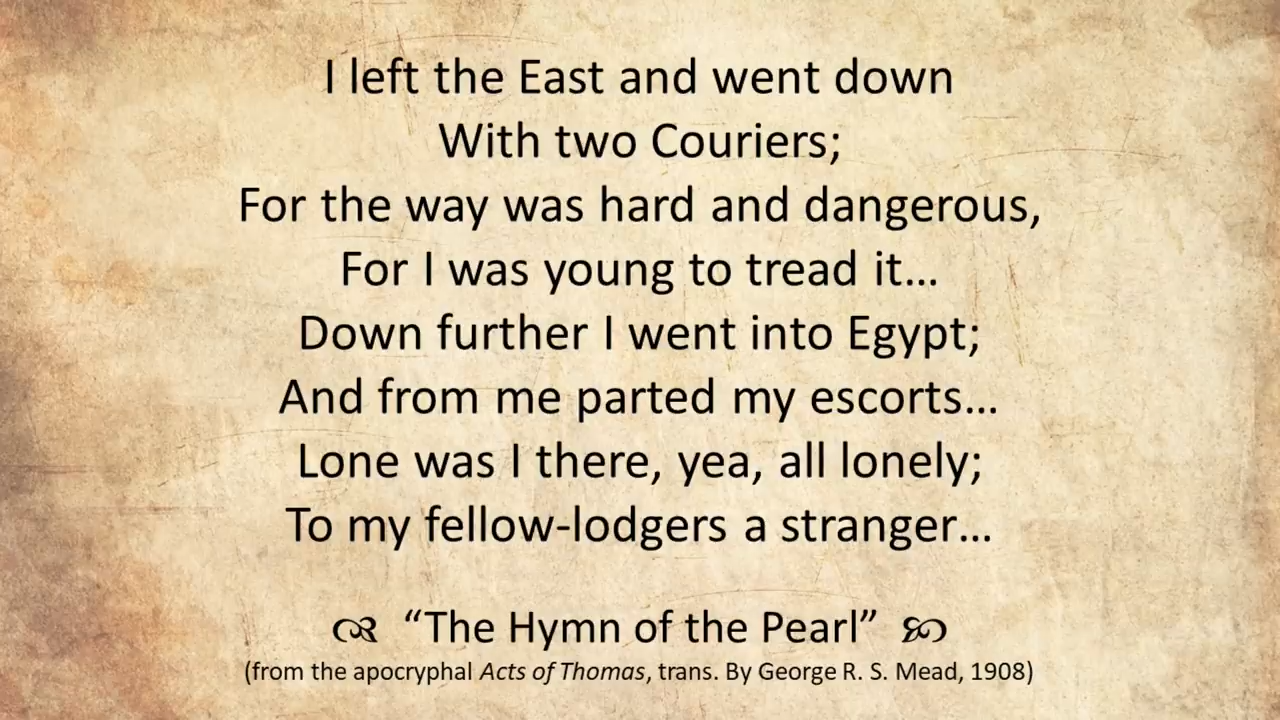 I left the East and went down
With two Couriers;
For the way was hard and dangerous,
For I was young to tread it…
Down further I went into Egypt;
And from me parted my escorts…
Lone was I there, yea, all lonely;
To my fellow-lodgers a stranger…
“The Hymn of the Pearl”
(from the apocryphal Acts of Thomas, trans. By George R. S. Mead, 1908)